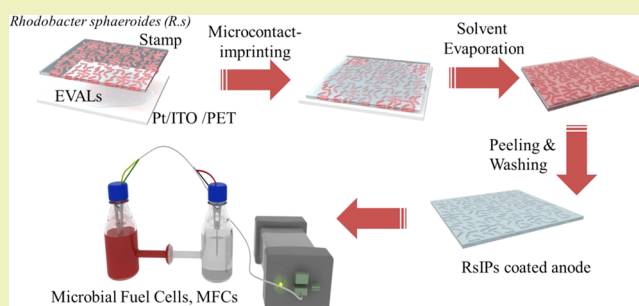 Rhodobacter sphaeroides (R.s)
Stamp
EVALs
Pt/ITO /PET
Microcontact-
imprinting
Solvent
Evaporation
Peeling &
Washing
RsIPs coated anode
Microbial Fuel Cells, MFCs